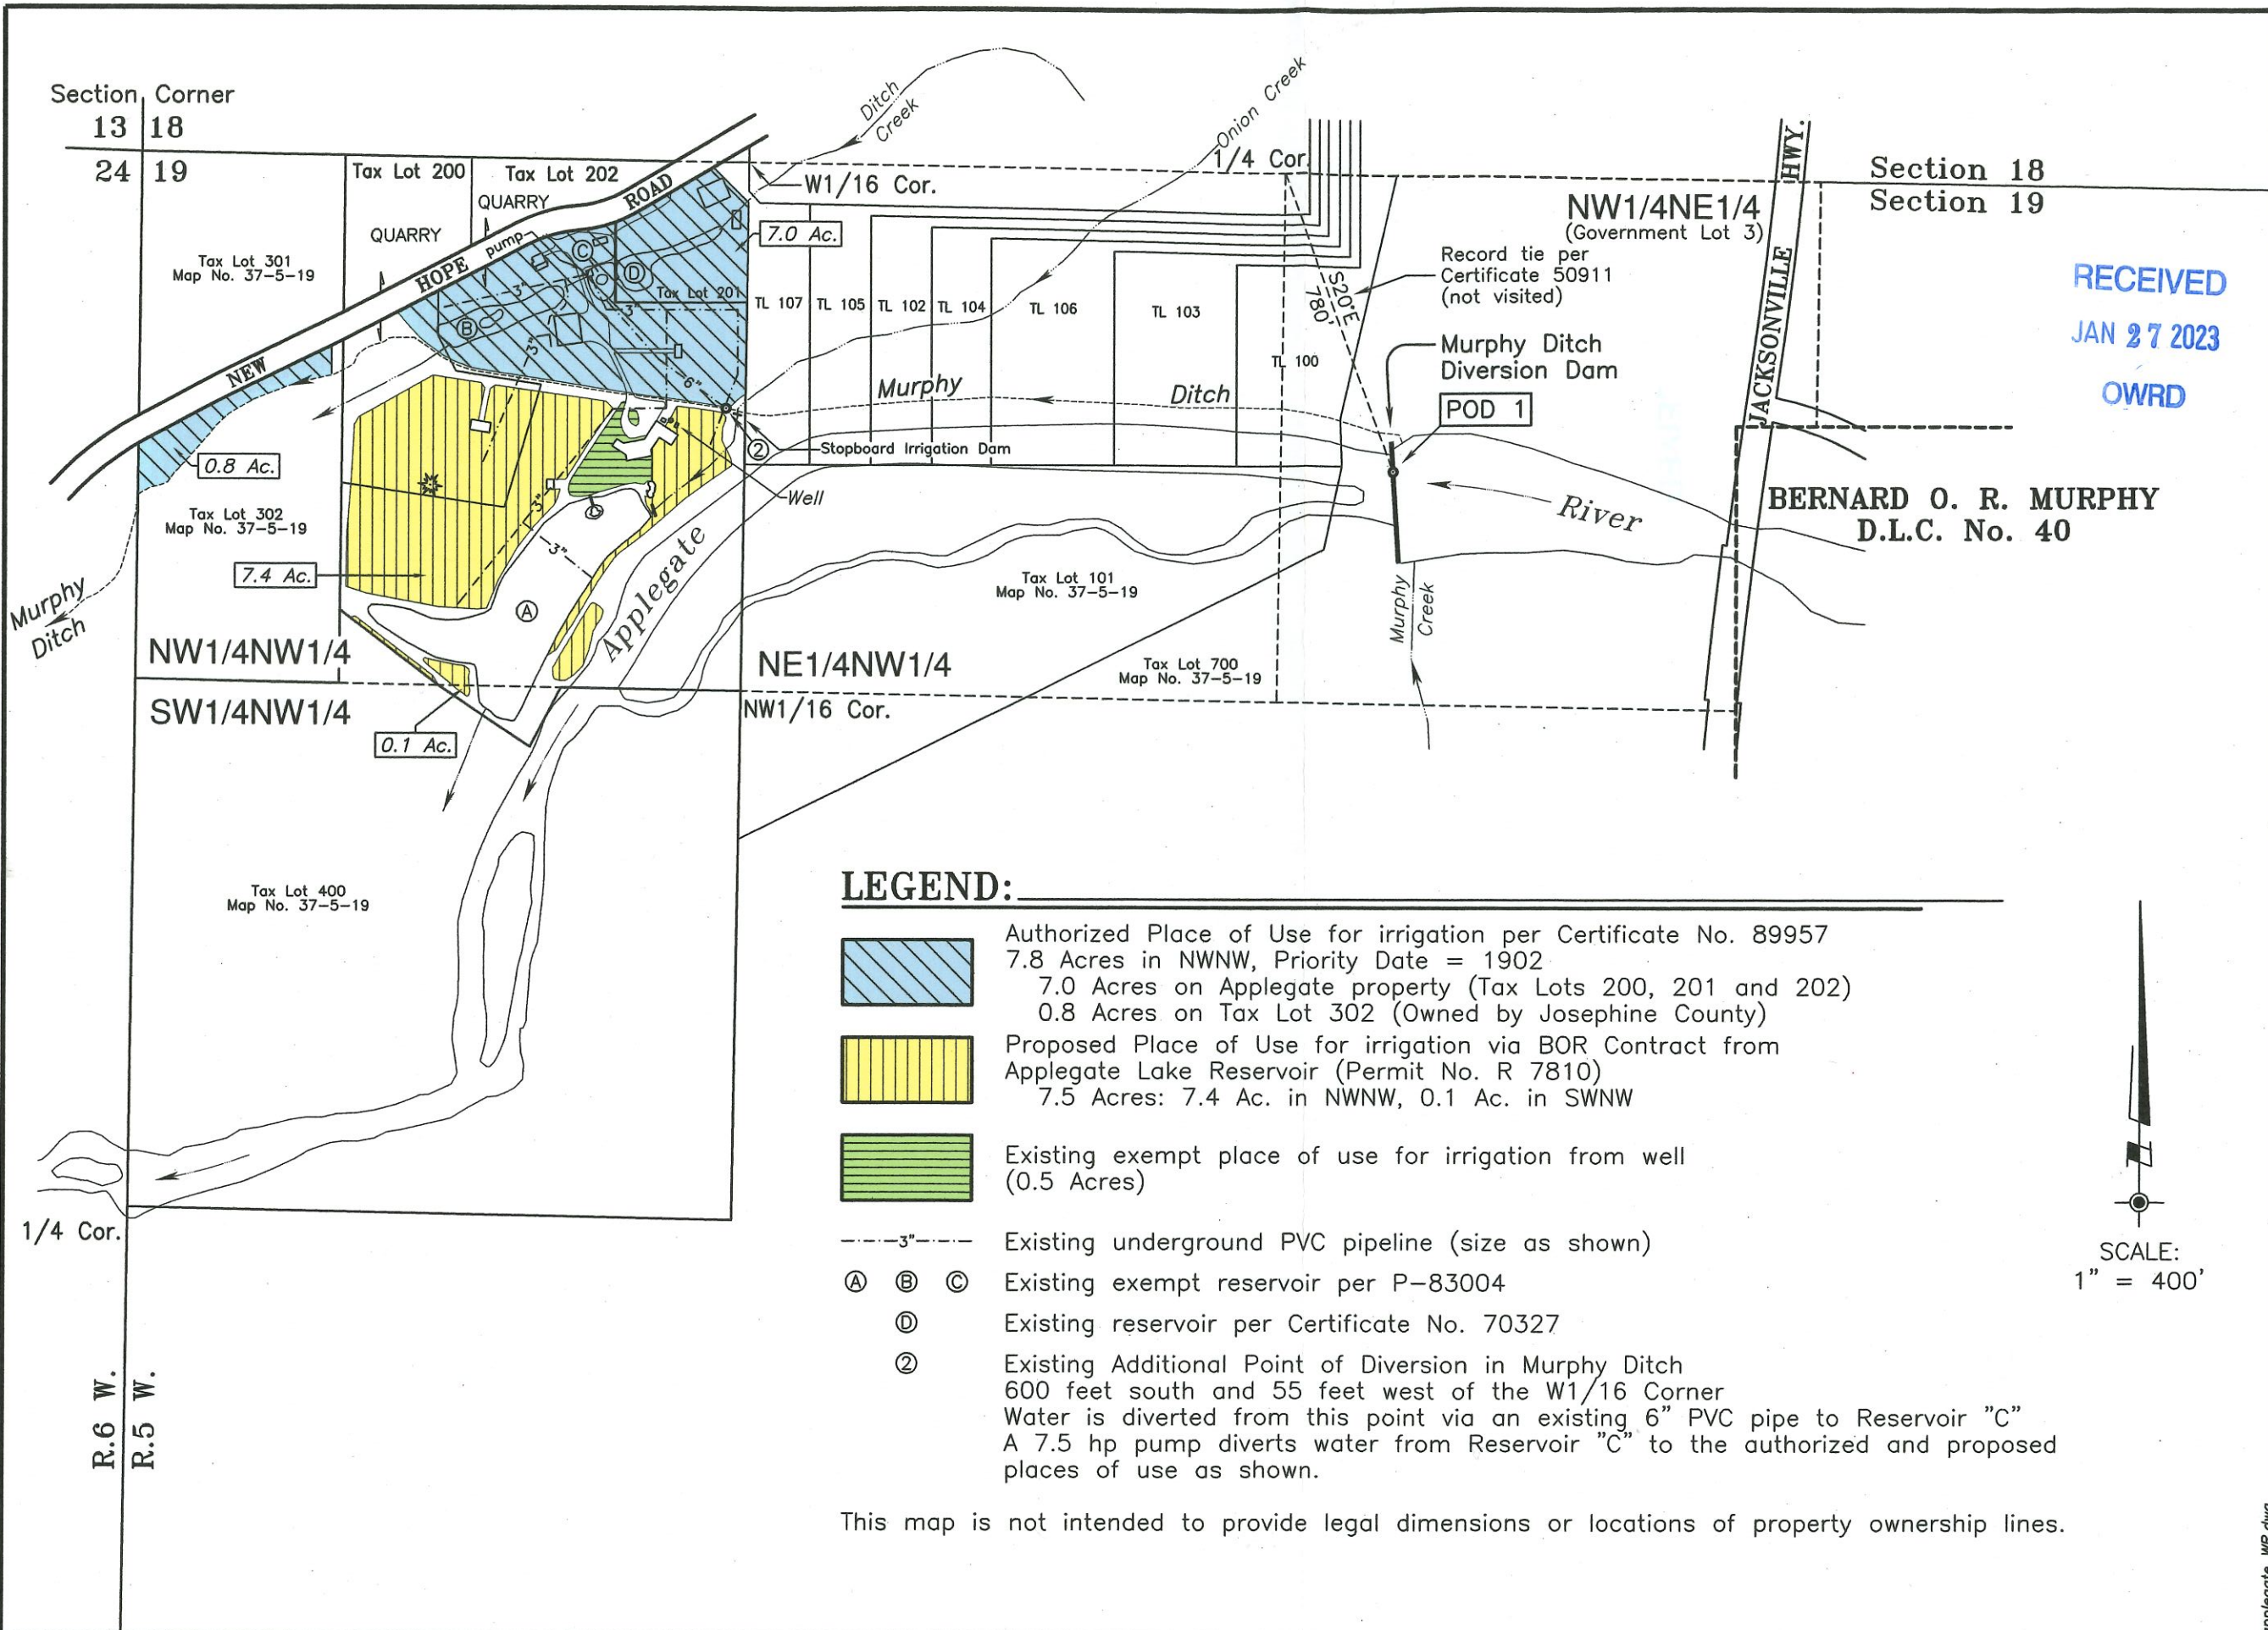 Section Corner
13 18
24 19
Tax Lot 200
Tax Lot 202
QUARRY
QUARRY
Tax Lot 301
Map No. 37-5-19
NEW HOPE ROAD
pump
Ditch
Creek
Onion Creek
1/4 Cor.
W1/16 Cor.
7.0 Ac.
Tax Lot 201
B
C
D
3"
3"
3"
6"
TL 107
TL 105
TL 102
TL 104
TL 106
TL 103
TL 100
S20°E
780'
NW1/4NE1/4
(Government Lot 3)
Record tie per
Certificate 50911
(not visited)
Murphy Ditch
Diversion Dam
POD 1
JACKSONVILLE HWY.
Section 18
Section 19
RECEIVED
JAN 27 2023
OWRD
Murphy Ditch
2
Stopboard Irrigation Dam
Well
0.8 Ac.
Tax Lot 302
Map No. 37-5-19
7.4 Ac.
3"
3"
A
Applegate
River
BERNARD O. R. MURPHY
D.L.C. No. 40
Tax Lot 101
Map No. 37-5-19
Murphy
Creek
Murphy
Ditch
NW1/4NW1/4
NE1/4NW1/4
Tax Lot 700
Map No. 37-5-19
SW1/4NW1/4
NW1/16 Cor.
0.1 Ac.
Tax Lot 400
Map No. 37-5-19
1/4 Cor.
R.6 W.
R.5 W.
LEGEND:
Authorized Place of Use for irrigation per Certificate No. 89957
7.8 Acres in NWNW, Priority Date = 1902
7.0 Acres on Applegate property (Tax Lots 200, 201 and 202)
0.8 Acres on Tax Lot 302 (Owned by Josephine County)
Proposed Place of Use for irrigation via BOR Contract from
Applegate Lake Reservoir (Permit No. R 7810)
7.5 Acres: 7.4 Ac. in NWNW, 0.1 Ac. in SWNW
Existing exempt place of use for irrigation from well
(0.5 Acres)
3" Existing underground PVC pipeline (size as shown)
A B C Existing exempt reservoir per P-83004
D Existing reservoir per Certificate No. 70327
2 Existing Additional Point of Diversion in Murphy Ditch
600 feet south and 55 feet west of the W1/16 Corner
Water is diverted from this point via an existing 6" PVC pipe to Reservoir "C"
A 7.5 hp pump diverts water from Reservoir "C" to the authorized and proposed
places of use as shown.
This map is not intended to provide legal dimensions or locations of property ownership lines.
SCALE:
1" = 400'